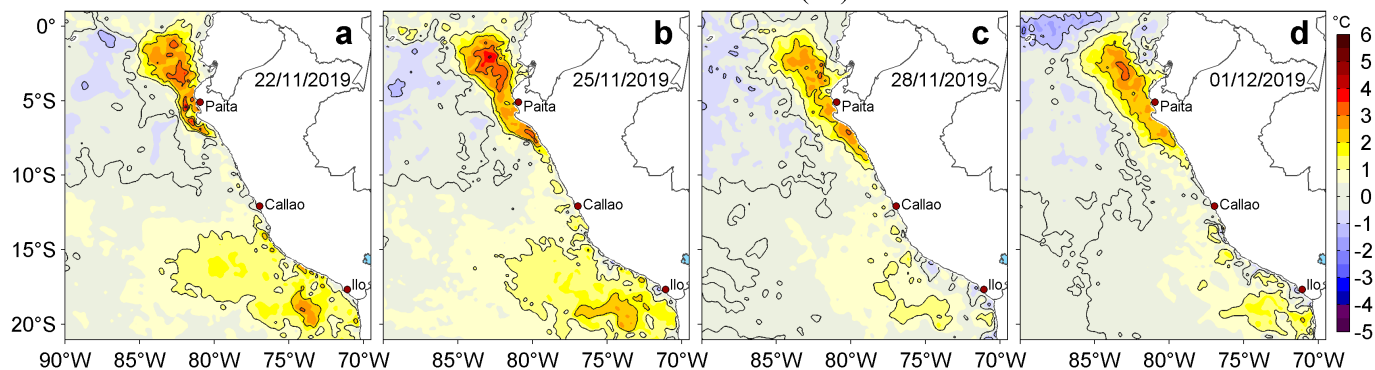 a
22/11/2019
Paita
Callao
Ilo
b
25/11/2019
Paita
Callao
Ilo
c
28/11/2019
Paita
Callao
Ilo
d
01/12/2019
Paita
Callao
Ilo
0°
5°S
10°S
15°S
20°S
90°W 85°W 80°W 75°W 70°W
85°W 80°W 75°W 70°W
85°W 80°W 75°W 70°W
85°W 80°W 75°W 70°W
°C
6
5
4
3
2
1
0
-1
-2
-3
-4
-5